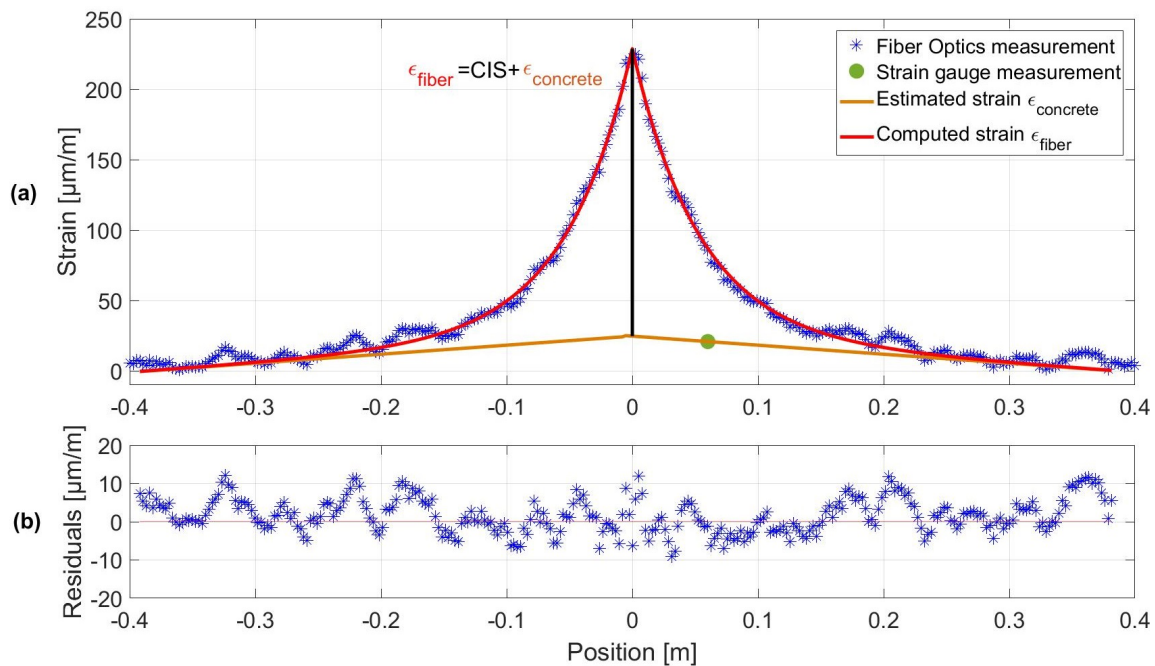 250
200
150
100
50
0
Strain [µm/m]
(a)
ϵfiber=CIS+ϵconcrete
Fiber Optics measurement
Strain gauge measurement
Estimated strain ϵconcrete
Computed strain ϵfiber
-0.4 -0.3 -0.2 -0.1 0 0.1 0.2 0.3 0.4
20
10
0
-10
-20
Residuals [µm/m]
(b)
-0.4 -0.3 -0.2 -0.1 0 0.1 0.2 0.3 0.4
Position [m]